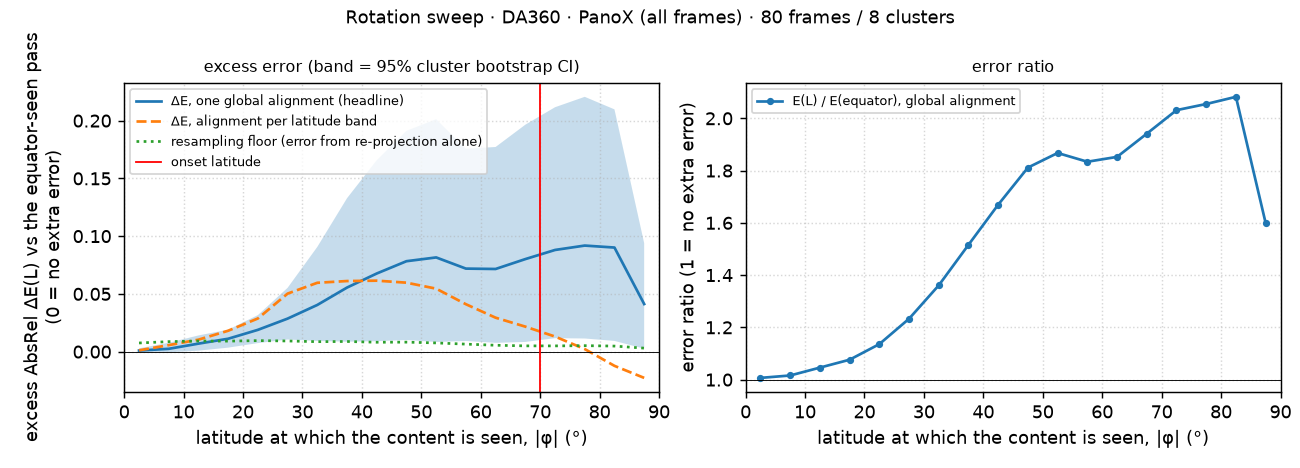 Rotation sweep · DA360 · PanoX (all frames) · 80 frames / 8 clusters
excess error (band = 95% cluster bootstrap CI)
excess AbsRel ΔE(L) vs the equator-seen pass
(0 = no extra error)
ΔE, one global alignment (headline)
ΔE, alignment per latitude band
resampling floor (error from re-projection alone)
onset latitude
0.20
0.15
0.10
0.05
0.00
0 10 20 30 40 50 60 70 80 90
latitude at which the content is seen, |φ| (°)
error ratio
error ratio (1 = no extra error)
E(L) / E(equator), global alignment
2.0
1.8
1.6
1.4
1.2
1.0
0 10 20 30 40 50 60 70 80 90
latitude at which the content is seen, |φ| (°)